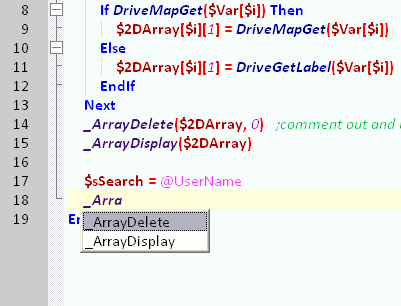 8 If DriveMapGet($Var[$i]) Then
9 $2DArray[$i][1] = DriveMapGet($Var[$i])
10 Else
11 $2DArray[$i][1] = DriveGetLabel($Var[$i])
12 EndIf
13 Next
14 _ArrayDelete($2DArray, 0) ;comment out and
15 _ArrayDisplay($2DArray)
16
17 $sSearch = @UserName
18 _Arra
19 E
_ArrayDelete
_ArrayDisplay